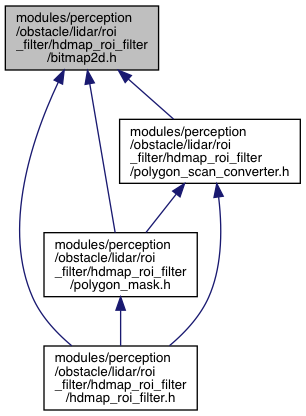 modules/perception
/obstacle/lidar/roi
_filter/hdmap_roi_filter
/bitmap2d.h
modules/perception
/obstacle/lidar/roi
_filter/hdmap_roi_filter
/polygon_scan_converter.h
modules/perception
/obstacle/lidar/roi
_filter/hdmap_roi_filter
/polygon_mask.h
modules/perception
/obstacle/lidar/roi
_filter/hdmap_roi_filter
/hdmap_roi_filter.h